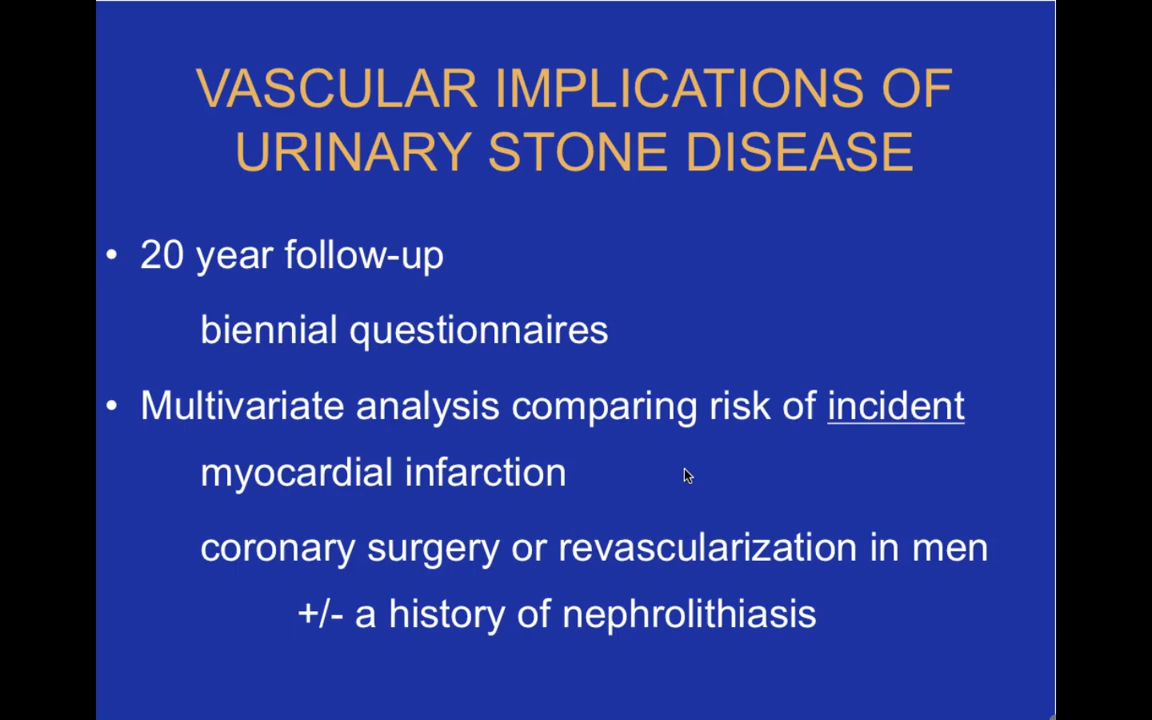 VASCULAR IMPLICATIONS OF
URINARY STONE DISEASE
• 20 year follow-up
biennial questionnaires
• Multivariate analysis comparing risk of incident
myocardial infarction
coronary surgery or revascularization in men
+/- a history of nephrolithiasis